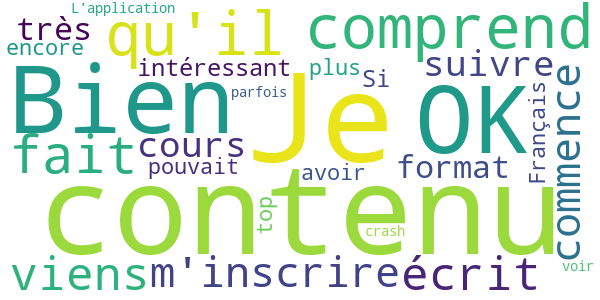 L'application
très
qu'il
comprend
encore
intéressant
plus
Si
suivre
parfois
Bien
Je
OK
commence
Français
fait
cours
pouvait
avoir
format
contenu
top
crash
viens
m'inscrire
écrit
voir